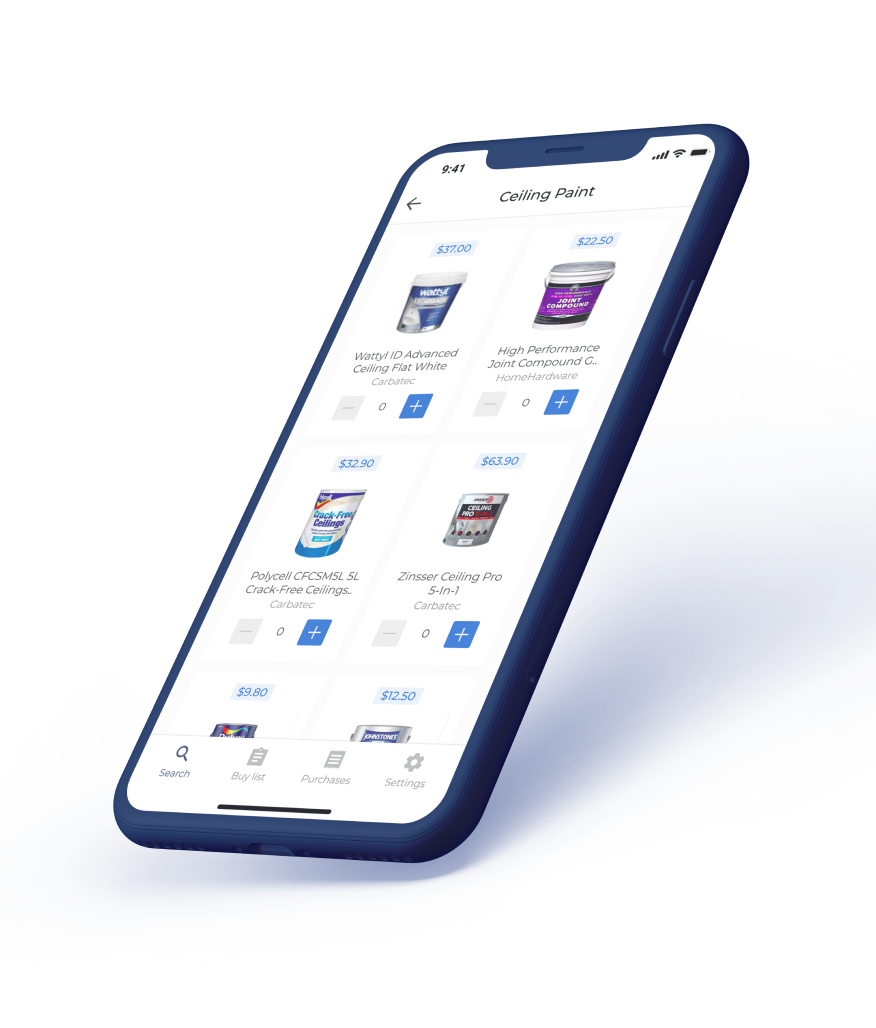 9:41
Ceiling Paint
$37.00
$22.50
wattyl
JOINT
COMPOUND
Wattyl ID Advanced
Ceiling Flat White
Carbatec
0
High Performance
Joint Compound G..
HomeHardware
0
$32.90
$63.90
Crack-Free
Ceilings
ZINSSER
CEILING
PRO
Polycell CFCSM5L 5L
Crack-Free Ceilings..
Carbatec
0
Zinsser Ceiling Pro
5-In-1
Carbatec
0
$9.80
$12.50
JOHNSTONE'S
Search
Buy list
Purchases
Settings